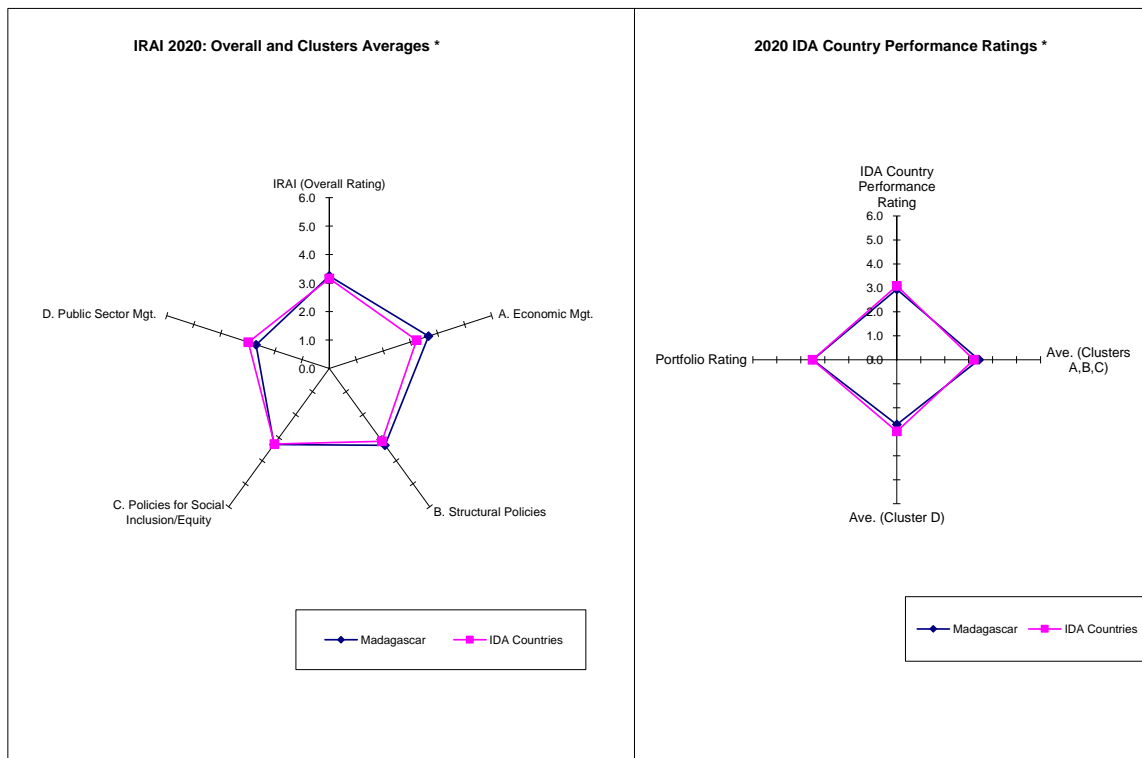 IRAI 2020: Overall and Clusters Averages *
IRAI (Overall Rating)
6.0
5.0
4.0
3.0
2.0
1.0
0.0
A. Economic Mgt.
B. Structural Policies
C. Policies for Social
Inclusion/Equity
D. Public Sector Mgt.
Madagascar
IDA Countries
2020 IDA Country Performance Ratings *
IDA Country
Performance
Rating
6.0
5.0
4.0
3.0
2.0
1.0
0.0
Ave. (Clusters
A,B,C)
Ave. (Cluster D)
Portfolio Rating
Madagascar
IDA Countries